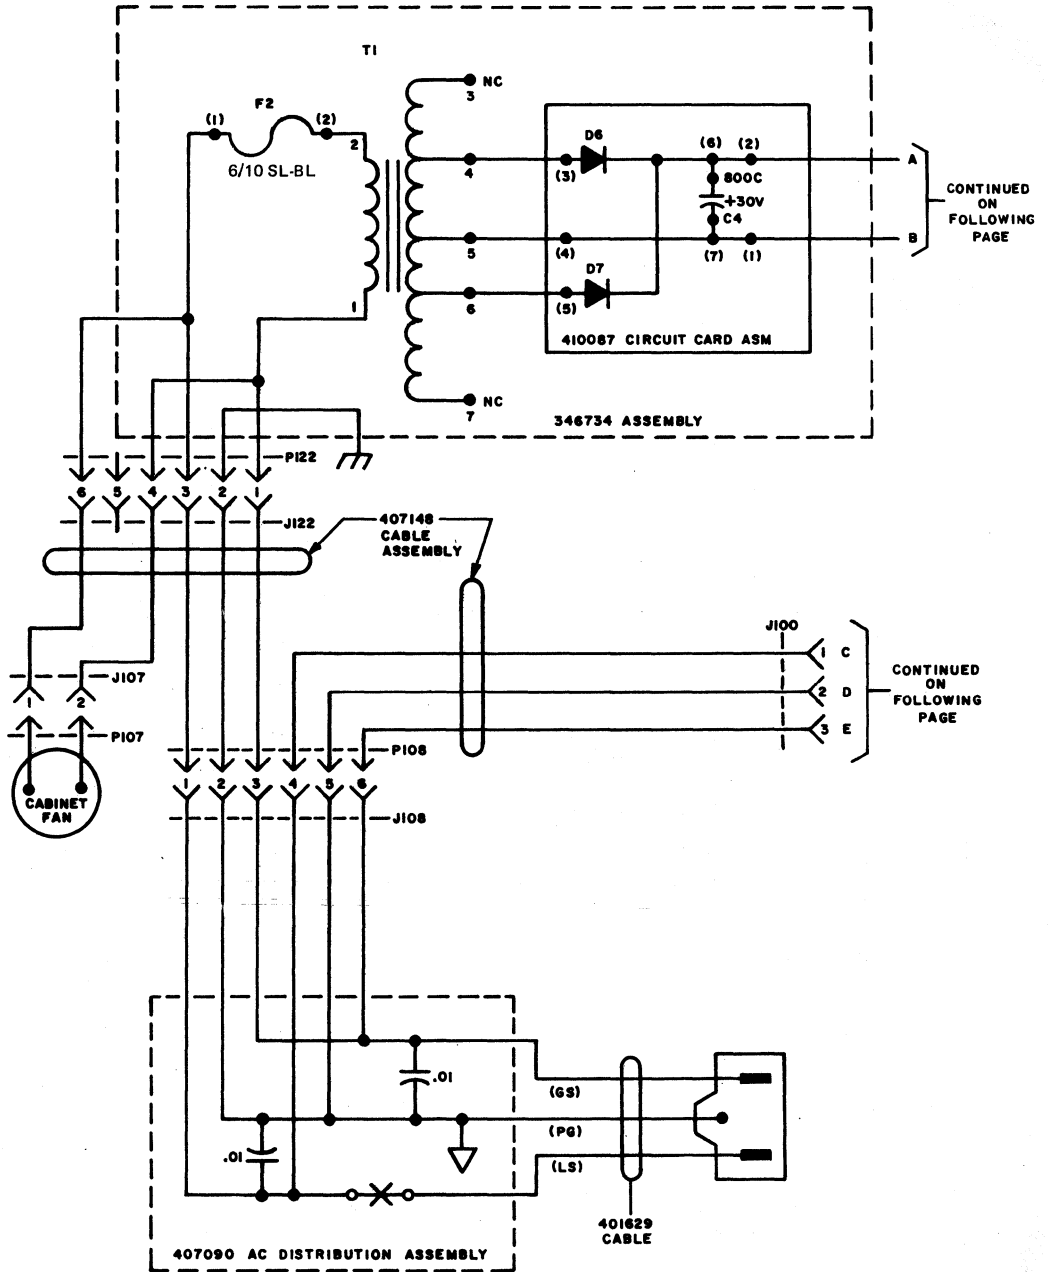 T1
3
NC
F2
(1)
(2)
6/10 SL-BL
2
4
(3)
D6
(6)
(2)
A
800C
+30V
C4
CONTINUED
ON
FOLLOWING
PAGE
5
(4)
(7)
(1)
B
D7
6
(5)
1
410087 CIRCUIT CARD ASM
7
NC
346734 ASSEMBLY
P122
6
5
4
3
2
1
J122
407148
CABLE
ASSEMBLY
J100
1
C
2
D
3
E
CONTINUED
ON
FOLLOWING
PAGE
J107
1
2
P107
CABINET
FAN
P108
1
2
3
4
5
6
J108
.01
(GS)
(PG)
.01
(LS)
401629
CABLE
407090 AC DISTRIBUTION ASSEMBLY